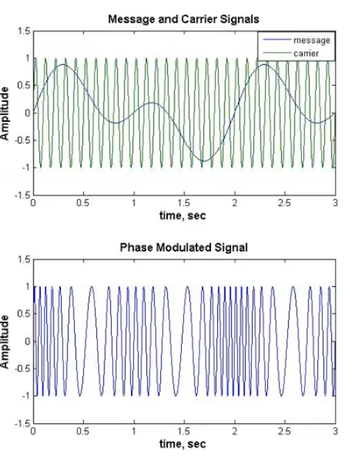 Message and Carrier Signals
1.5
message
carrier
1
0.5
0
-0.5
-1
-1.5
Amplitude
0 0.5 1 1.5 2 2.5 3
time, sec
Phase Modulated Signal
1.5
1
0.5
0
-0.5
-1
-1.5
Amplitude
0 0.5 1 1.5 2 2.5 3
time, sec